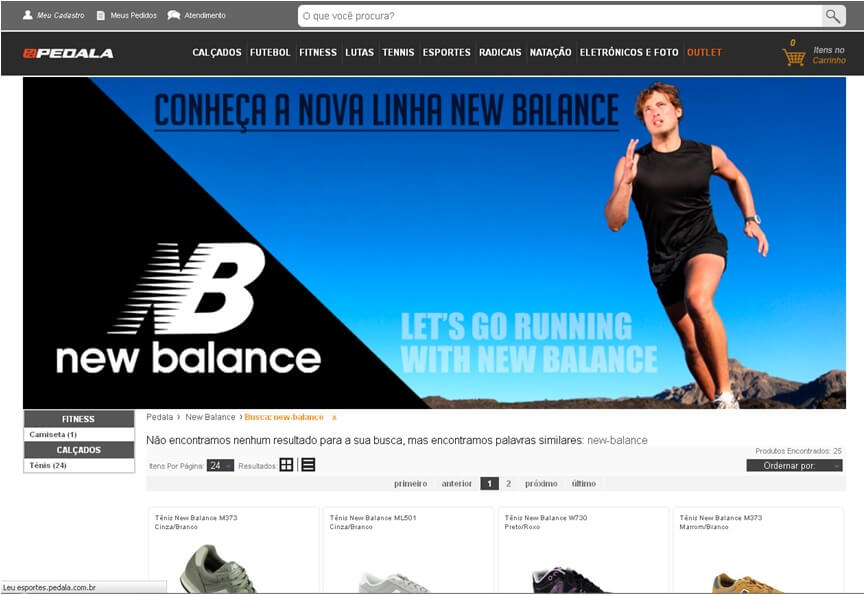 Meu Cadastro Meus Pedidos Atendimento O que você procura?
PEDALA CALÇADOS FUTEBOL FITNESS LUTAS TENNIS ESPORTES RADICAIS NATAÇÃO ELETRÓNICOS E FOTO OUTLET
0
Itens no
Carrinho
CONHEÇA A NOVA LINHA NEW BALANCE
NB
new balance
LET'S GO RUNNING
WITH NEW BALANCE
FITNESS
Camiseta (1)
CALÇADOS
Tênis (24)
Pedala › New Balance › Busca: new-balance x
Não encontramos nenhum resultado para a sua busca, mas encontramos palavras similares: new-balance
Produtos Encontrados: 25
Itens Por Página: 24 Resultados: Ordernar por:
primeiro anterior 1 2 próximo último
Tênis New Balance M373
Cinza/Branco
Tênis New Balance ML501
Cinza/Branco
Tênis New Balance W730
Preto/Roxo
Tênis New Balance M373
Marrom/Branco
Leu esportes.pedala.com.br